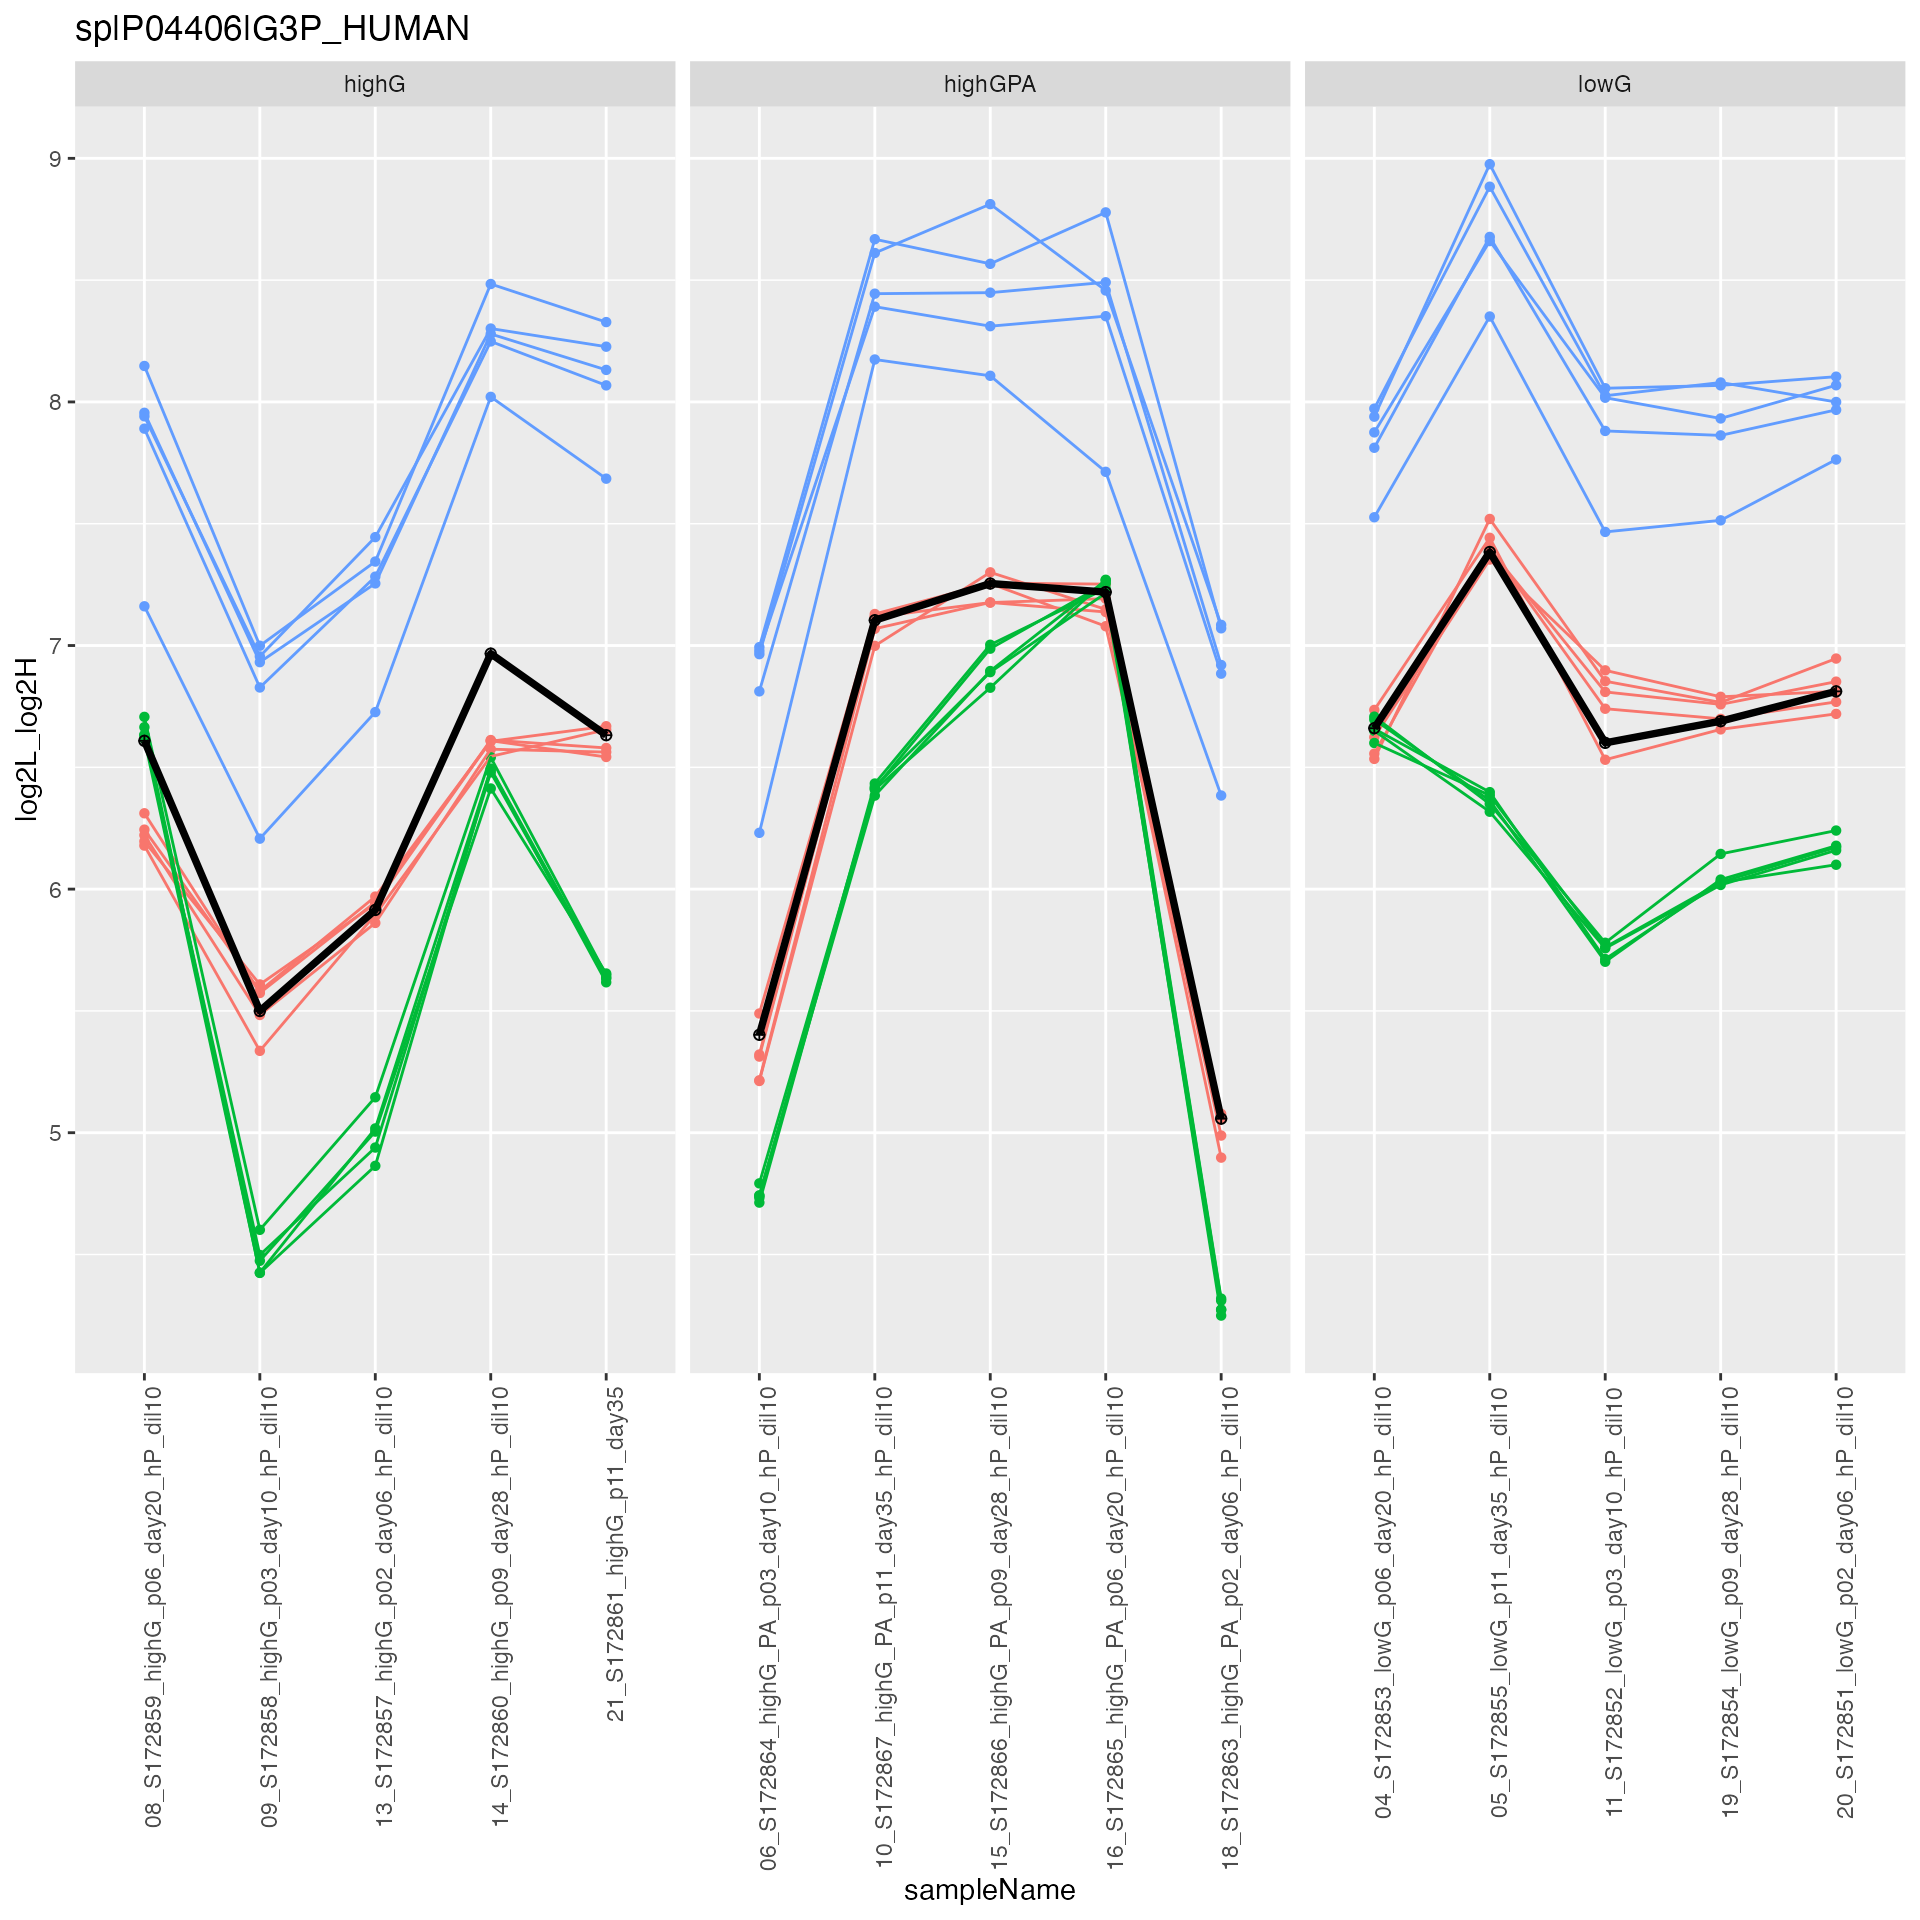 sp|P04406|G3P_HUMAN
highG
highGPA
lowG
9
8
7
6
5
log2L_log2H
08_S172859_highG_p06_day20_hP_dil10
09_S172858_highG_p03_day10_hP_dil10
13_S172857_highG_p02_day06_hP_dil10
14_S172860_highG_p09_day28_hP_dil10
21_S172861_highG_p11_day35
06_S172864_highG_PA_p03_day10_hP_dil10
10_S172867_highG_PA_p11_day35_hP_dil10
15_S172866_highG_PA_p09_day28_hP_dil10
16_S172865_highG_PA_p06_day20_hP_dil10
18_S172863_highG_PA_p02_day06_hP_dil10
04_S172853_lowG_p06_day20_hP_dil10
05_S172855_lowG_p11_day35_hP_dil10
11_S172852_lowG_p03_day10_hP_dil10
19_S172854_lowG_p09_day28_hP_dil10
20_S172851_lowG_p02_day06_hP_dil10
sampleName